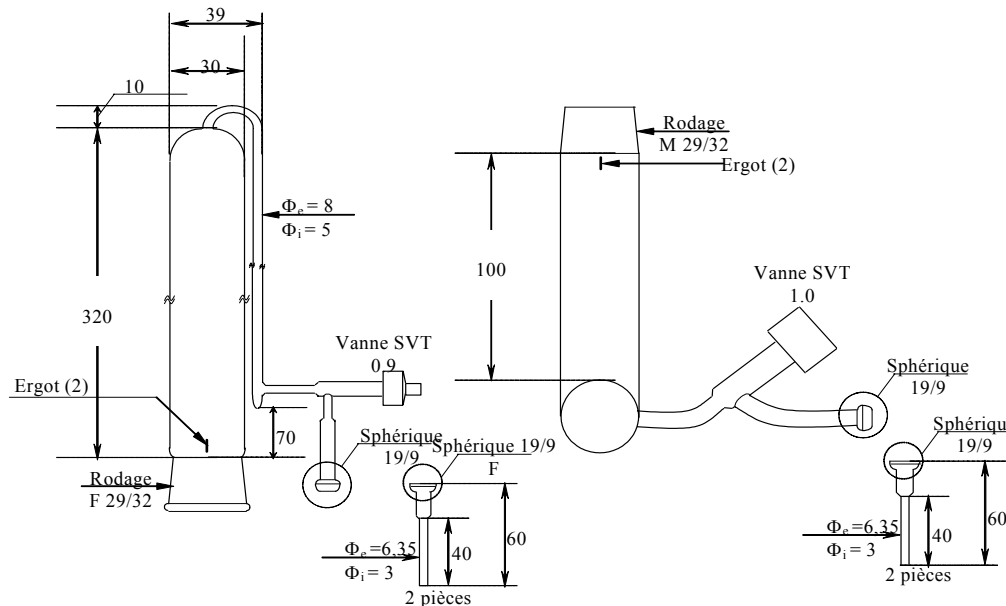 39
30
10
Rodage
M 29/32
Ergot (2)
Φe = 8
Φi = 5
100
320
Vanne SVT
1.0
Vanne SVT
0.9
Ergot (2)
Sphérique
19/9
70
Sphérique
19/9
Sphérique 19/9
F
Sphérique
19/9
Rodage
F 29/32
Φe =6,35
Φi = 3
40
60
2 pièces
Φe =6,35
Φi = 3
40
60
2 pièces